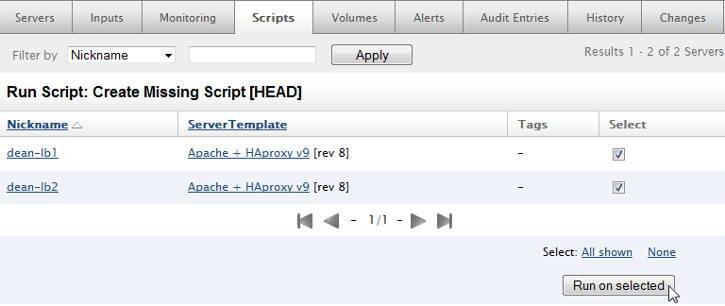 Servers Inputs Monitoring Scripts Volumes Alerts Audit Entries History Changes
Filter by Nickname Apply Results 1 - 2 of 2 Servers
Run Script: Create Missing Script [HEAD]
Nickname ServerTemplate Tags Select
dean-lb1 Apache + HAproxy v9 [rev 8] -
dean-lb2 Apache + HAproxy v9 [rev 8] -
- 1/1 -
Select: All shown None
Run on selected